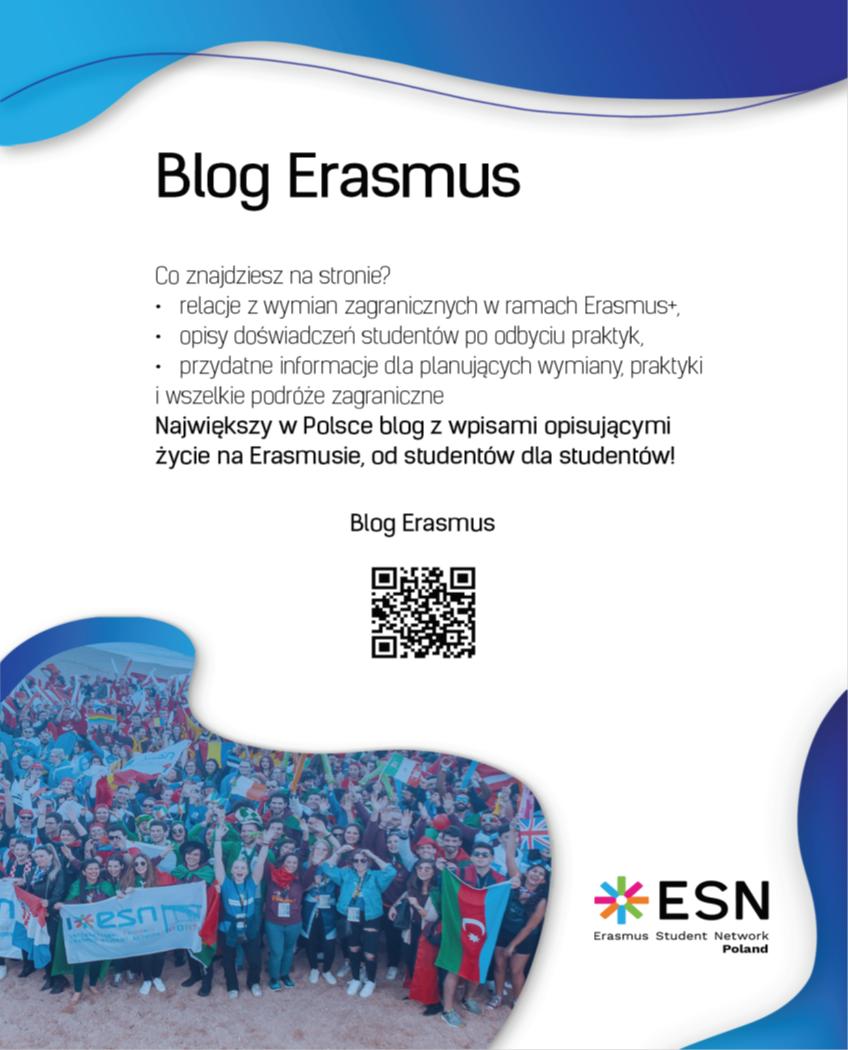 Blog Erasmus
Co znajdziesz na stronie?
• relacje z wymian zagranicznych w ramach Erasmus+,
• opisy doświadczeń studentów po odbyciu praktyk,
• przydatne informacje dla planujących wymiany, praktyki
i wszelkie podróże zagraniczne
Największy w Polsce blog z wpisami opisującymi
życie na Erasmusie, od studentów dla studentów!
Blog Erasmus
esn
ESN
Erasmus Student Network
Poland